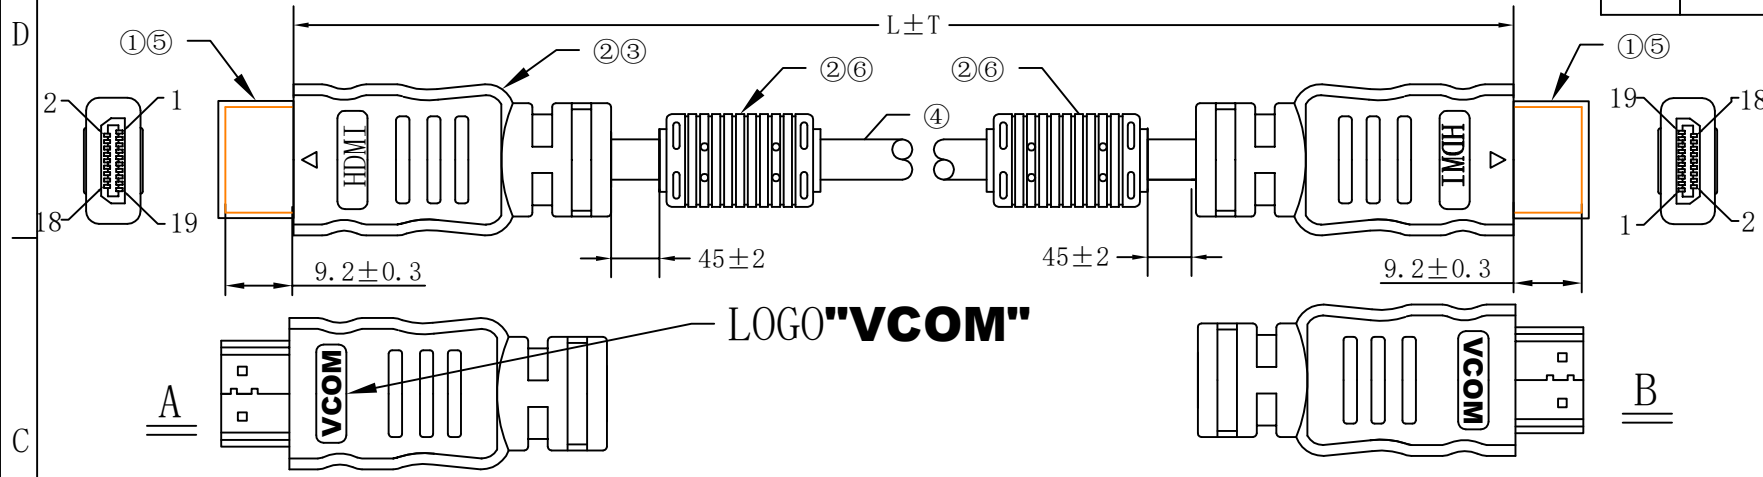 D
L±T
①⑤
②③
②⑥
②⑥
④
①⑤
2
1
18
19
HDMI
HDMI
19
18
1
2
9.2±0.3
45±2
45±2
9.2±0.3
LOGO"VCOM"
A
VCOM
VCOM
B
C